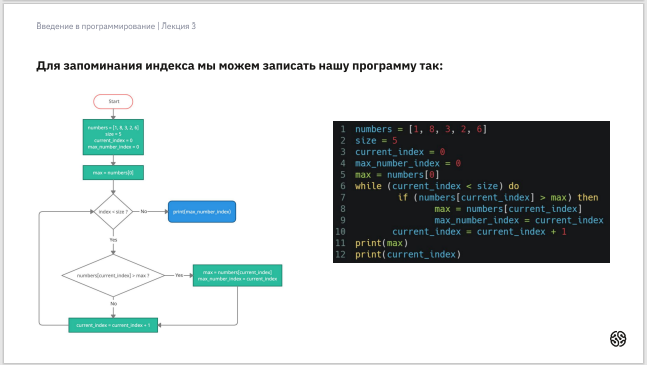 Введение в программирование | Лекция 3
Для запоминания индекса мы можем записать нашу программу так:
Start
numbers = [1, 8, 3, 2, 6]
size = 5
current_index = 0
max_number_index = 0
max = numbers[0]
index < size ?
No
print(max_number_index)
Yes
numbers[current_index] > max ?
Yes
max = numbers[current_index]
max_number_index = current_index
No
current_index = current_index + 1
1 numbers = [1, 8, 3, 2, 6]
2 size = 5
3 current_index = 0
4 max_number_index = 0
5 max = numbers[0]
6 while (current_index < size) do
7 if (numbers[current_index] > max) then
8 max = numbers[current_index]
9 max_number_index = current_index
10 current_index = current_index + 1
11 print(max)
12 print(current_index)